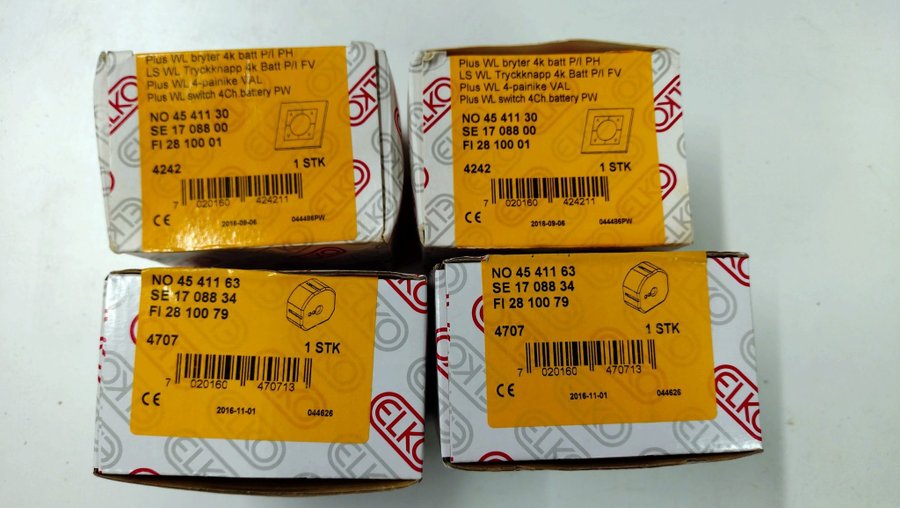 Plus WL bryter 4k batt P/I PH
LS WL Tryckknapp 4k Batt P/I FV
Plus WL 4-painike VAL
Plus WL switch 4Ch.battery PW
NO 45 411 30
SE 17 088 00
FI 28 100 01
4242
1 STK
7 020160 424211
CE
2016-09-06
044486PW
ELKO
Plus WL bryter 4k batt P/I PH
LS WL Tryckknapp 4k Batt P/I FV
Plus WL 4-painike VAL
Plus WL switch 4Ch.battery PW
NO 45 411 30
SE 17 088 00
FI 28 100 01
4242
1 STK
7 020160 424211
CE
2016-09-06
044486PW
ELKO
NO 45 411 63
SE 17 088 34
FI 28 100 79
4707
1 STK
7 020160 470713
CE
2016-11-01
044626
ELKO
NO 45 411 63
SE 17 088 34
FI 28 100 79
4707
1 STK
7 020160 470713
CE
2016-11-01
044626
ELKO